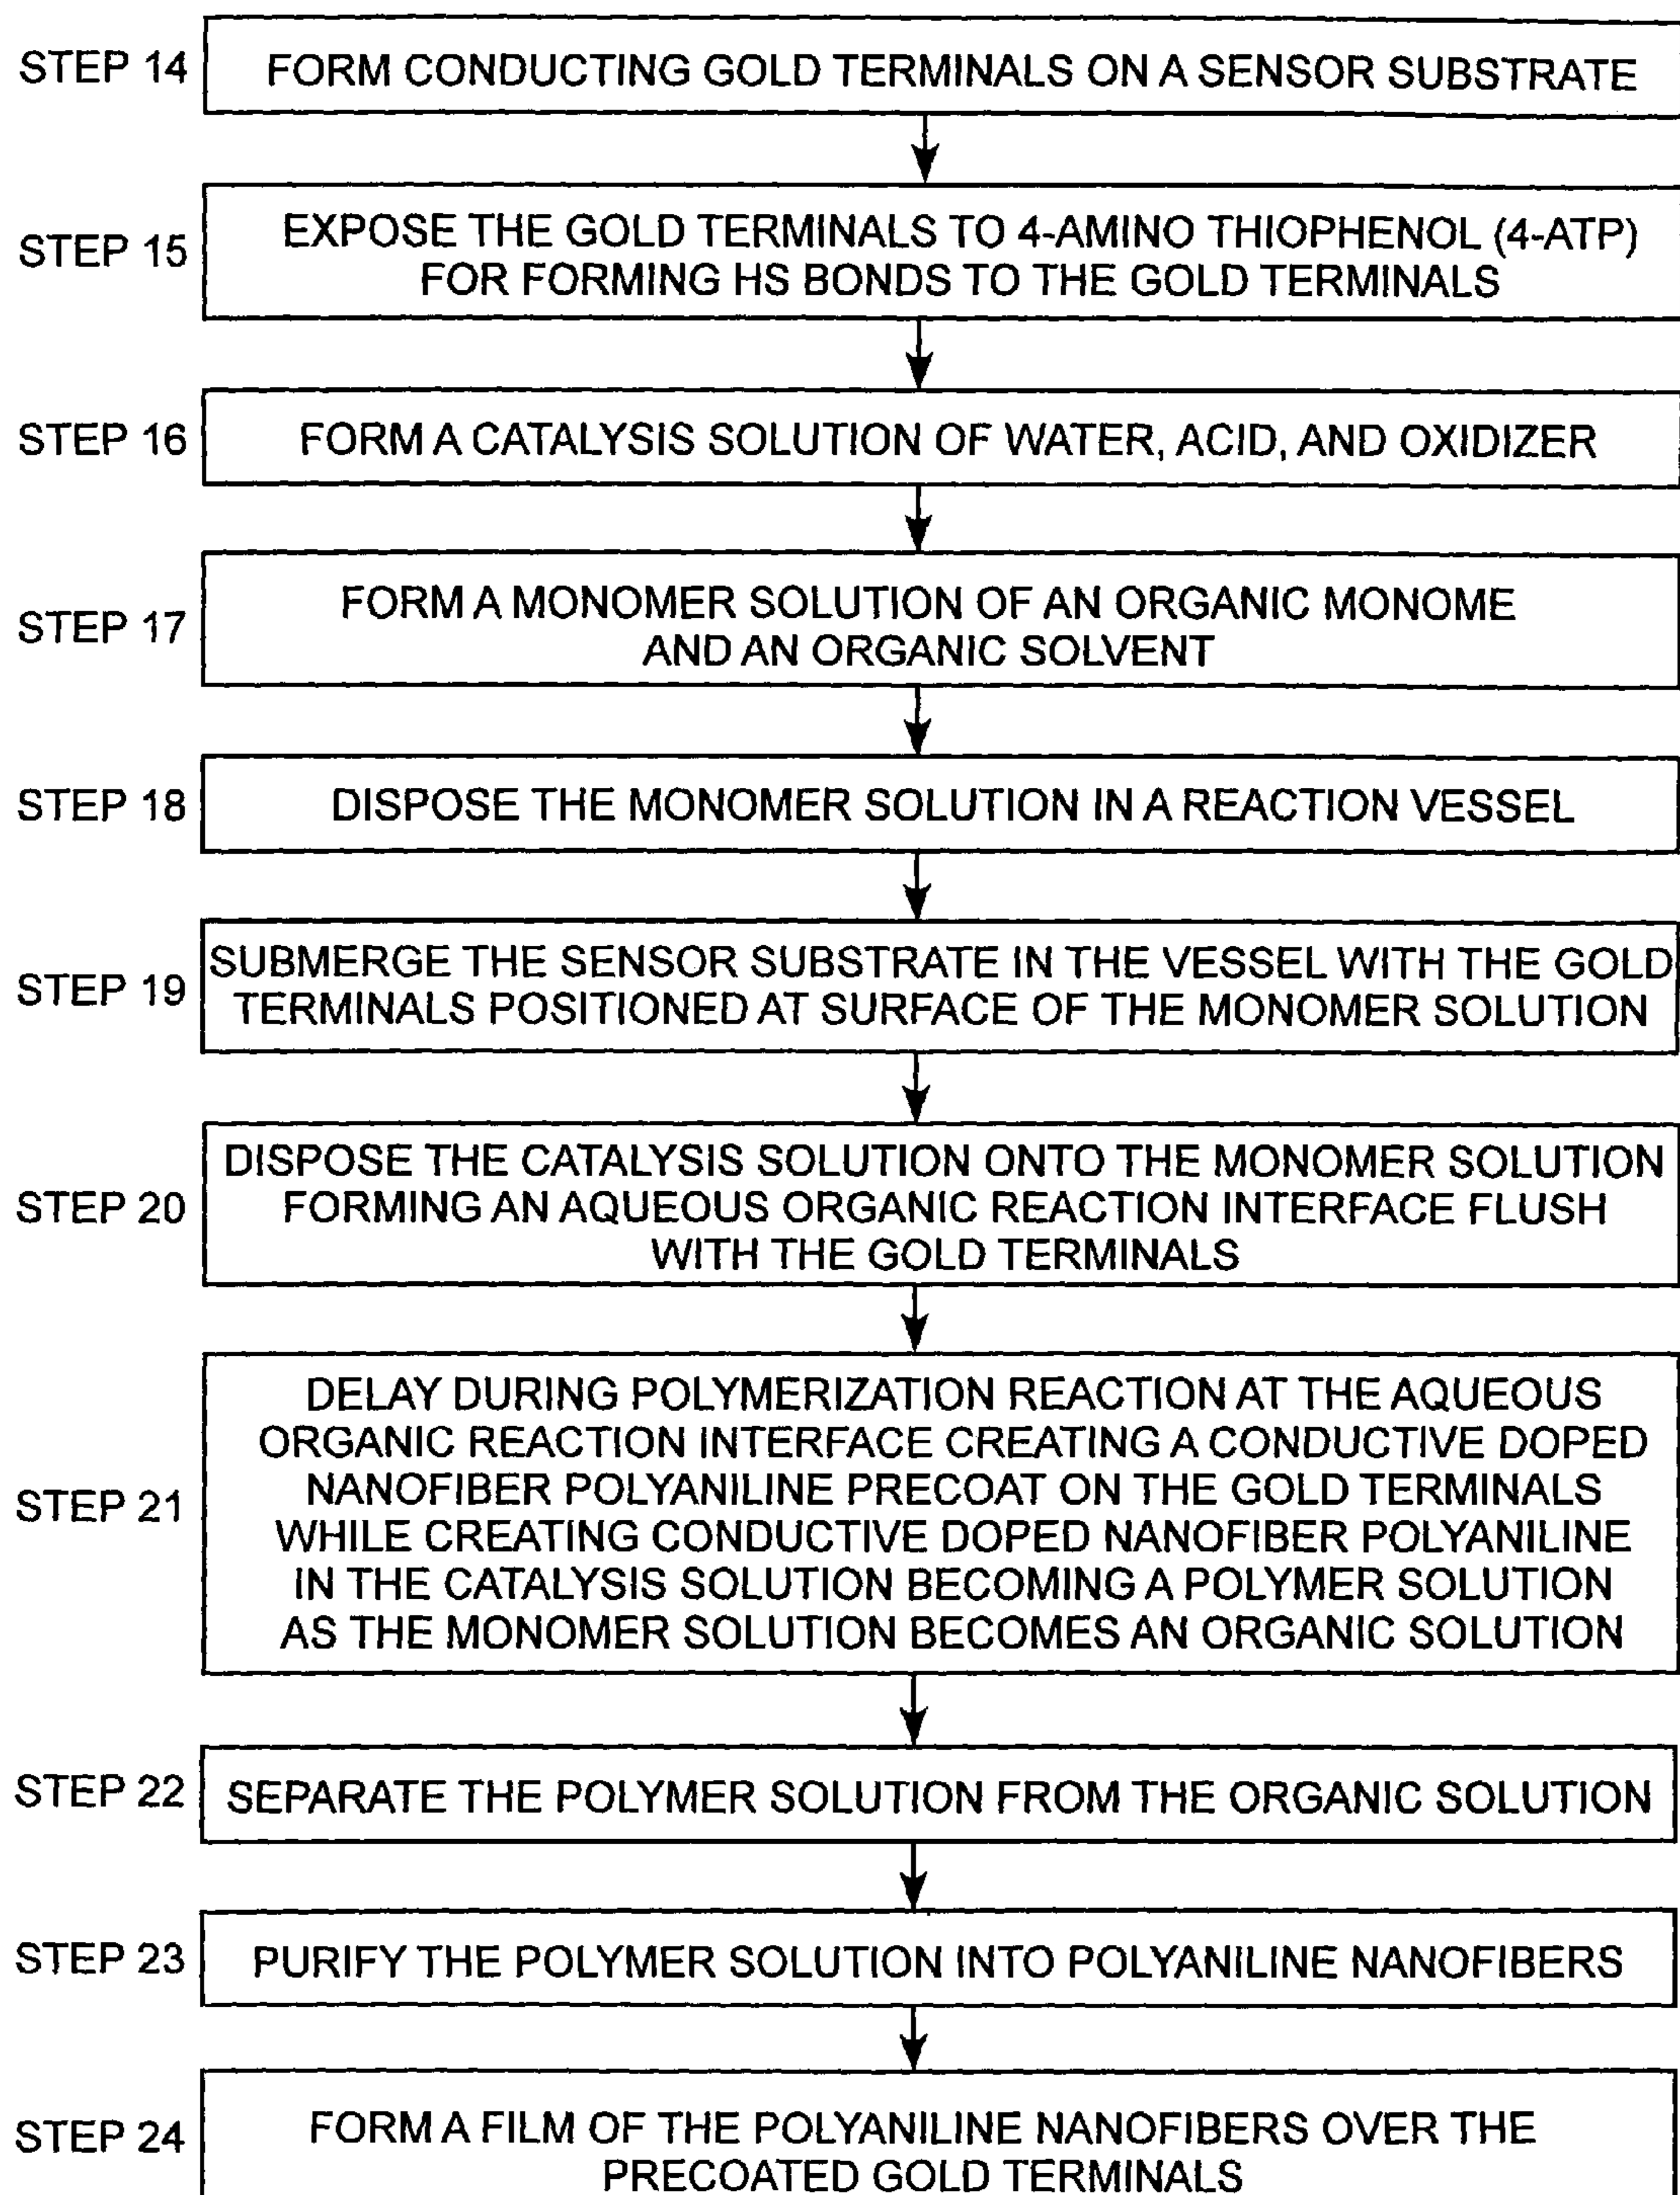 STEP 14
FORM CONDUCTING GOLD TERMINALS ON A SENSOR SUBSTRATE
STEP 15
EXPOSE THE GOLD TERMINALS TO 4-AMINO THIOPHENOL (4-ATP)
FOR FORMING HS BONDS TO THE GOLD TERMINALS
STEP 16
FORM A CATALYSIS SOLUTION OF WATER, ACID, AND OXIDIZER
STEP 17
FORM A MONOMER SOLUTION OF AN ORGANIC MONOME
AND AN ORGANIC SOLVENT
STEP 18
DISPOSE THE MONOMER SOLUTION IN A REACTION VESSEL
STEP 19
SUBMERGE THE SENSOR SUBSTRATE IN THE VESSEL WITH THE GOLD
TERMINALS POSITIONED AT SURFACE OF THE MONOMER SOLUTION
STEP 20
DISPOSE THE CATALYSIS SOLUTION ONTO THE MONOMER SOLUTION
FORMING AN AQUEOUS ORGANIC REACTION INTERFACE FLUSH
WITH THE GOLD TERMINALS
STEP 21
DELAY DURING POLYMERIZATION REACTION AT THE AQUEOUS
ORGANIC REACTION INTERFACE CREATING A CONDUCTIVE DOPED
NANOFIBER POLYANILINE PRECOAT ON THE GOLD TERMINALS
WHILE CREATING CONDUCTIVE DOPED NANOFIBER POLYANILINE
IN THE CATALYSIS SOLUTION BECOMING A POLYMER SOLUTION
AS THE MONOMER SOLUTION BECOMES AN ORGANIC SOLUTION
STEP 22
SEPARATE THE POLYMER SOLUTION FROM THE ORGANIC SOLUTION
STEP 23
PURIFY THE POLYMER SOLUTION INTO POLYANILINE NANOFIBERS
STEP 24
FORM A FILM OF THE POLYANILINE NANOFIBERS OVER THE
PRECOATED GOLD TERMINALS